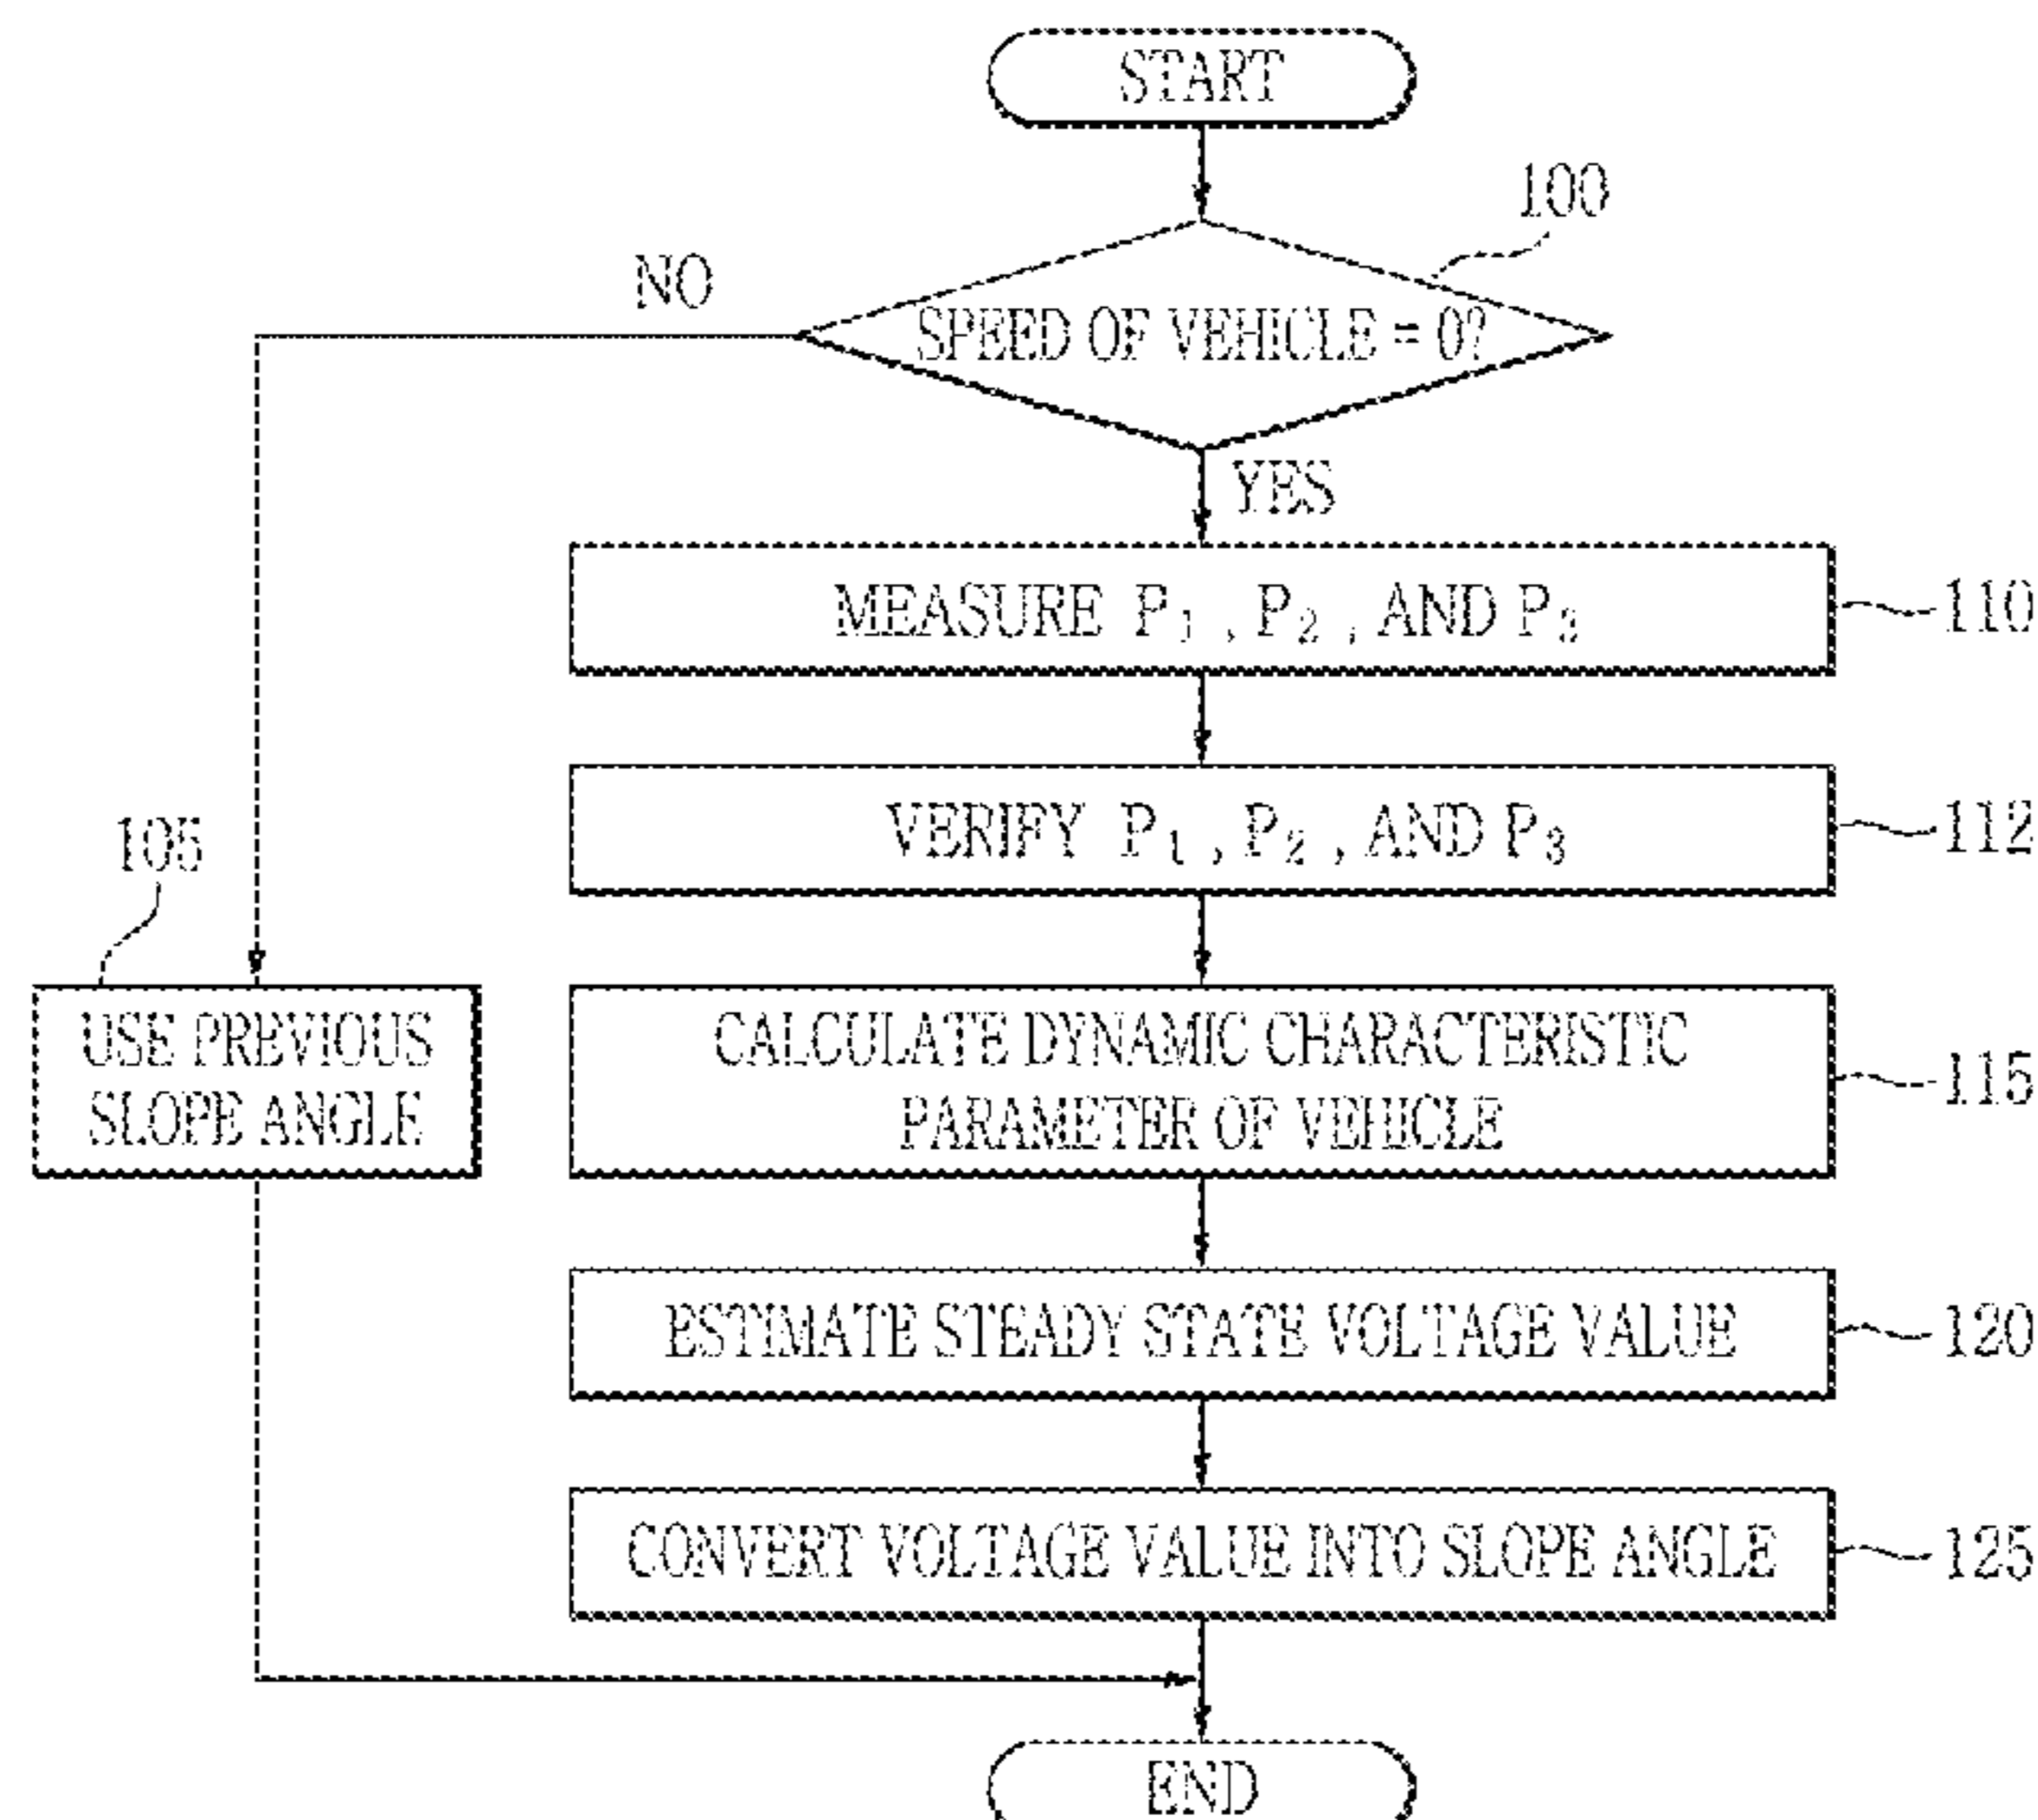 START
100
NO
SPEED OF VEHICLE = 0?
YES
MEASURE P₁, P₂, AND P₃
110
VERIFY P₁, P₂, AND P₃
112
105
USE PREVIOUS
SLOPE ANGLE
CALCULATE DYNAMIC CHARACTERISTIC
PARAMETER OF VEHICLE
115
ESTIMATE STEADY STATE VOLTAGE VALUE
120
CONVERT VOLTAGE VALUE INTO SLOPE ANGLE
125
END